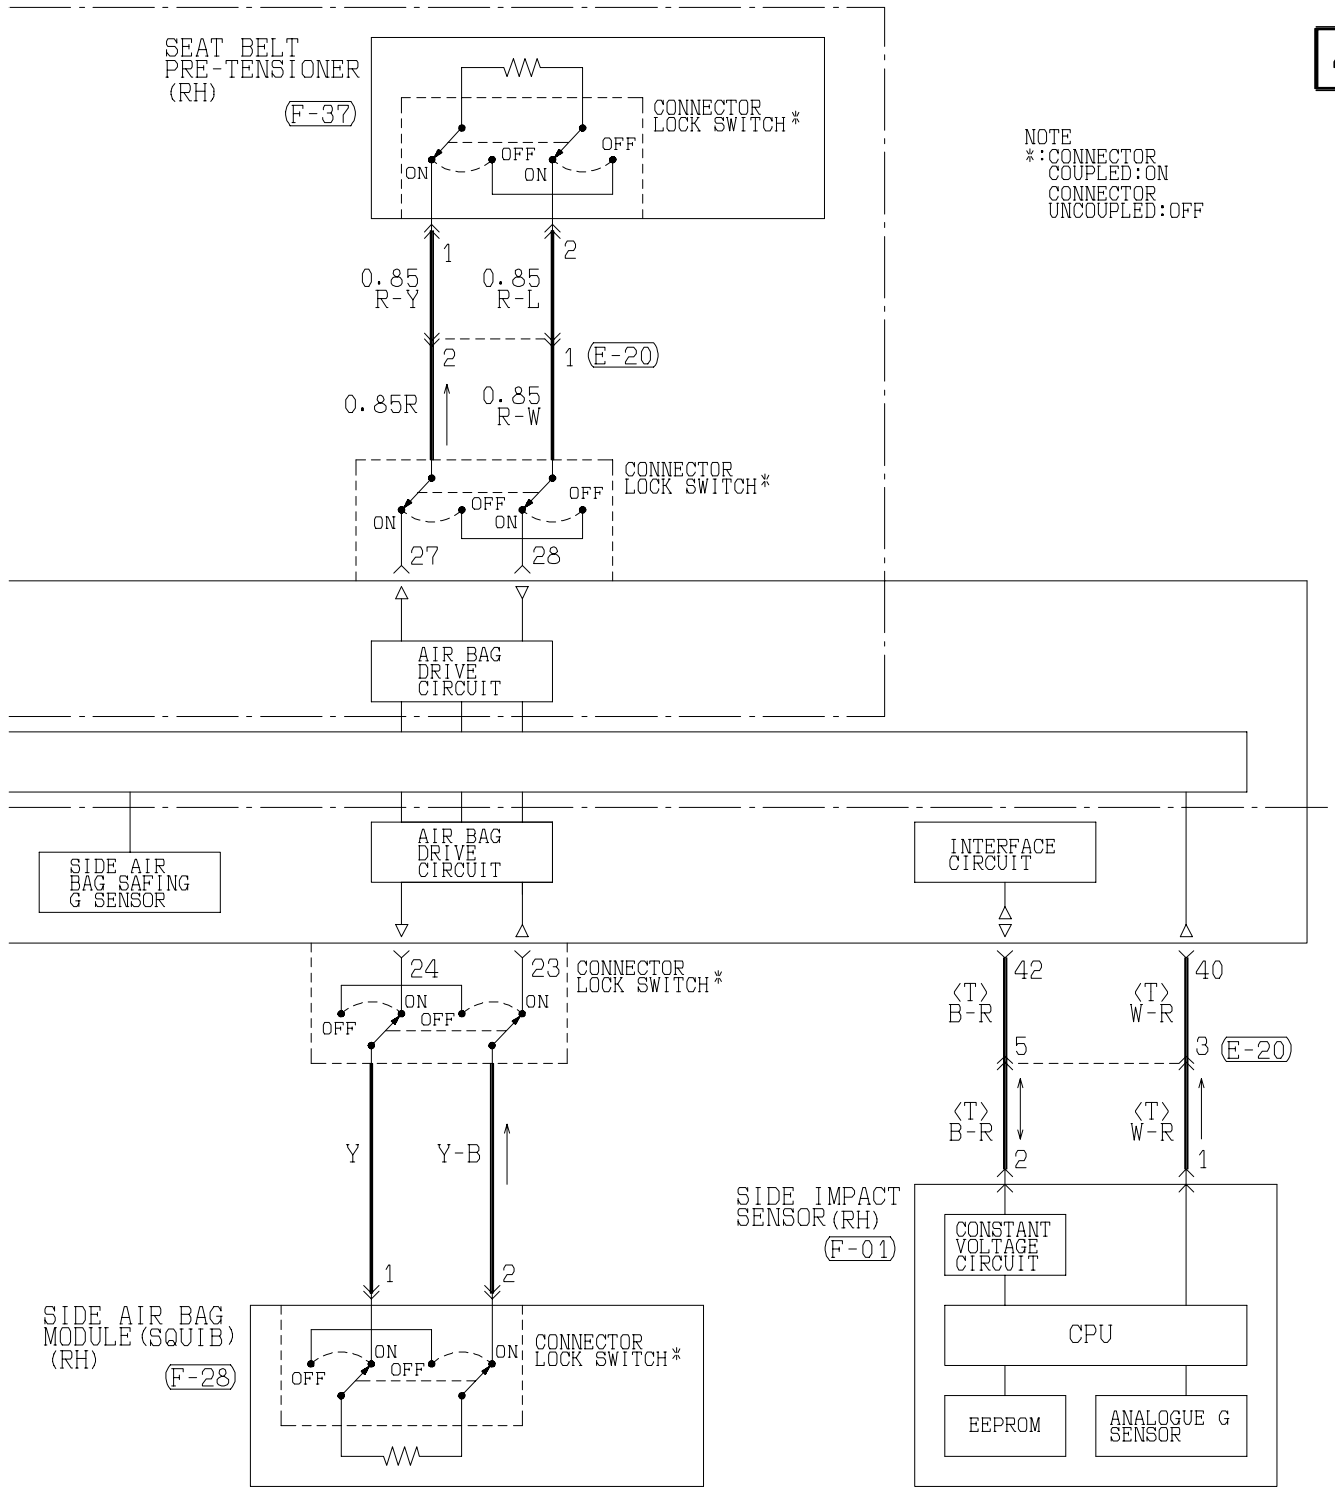 SEAT BELT
PRE-TENSIONER
(RH)
F-37
CONNECTOR
LOCK SWITCH*
OFF
OFF
ON
ON
NOTE
*:CONNECTOR
COUPLED:ON
CONNECTOR
UNCOUPLED:OFF
1
2
0.85
R-Y
0.85
R-L
2
1
E-20
0.85R
0.85
R-W
CONNECTOR
LOCK SWITCH*
OFF
OFF
ON
ON
27
28
AIR BAG
DRIVE
CIRCUIT
AIR BAG
DRIVE
CIRCUIT
INTERFACE
CIRCUIT
SIDE AIR
BAG SAFING
G SENSOR
24
23
CONNECTOR
LOCK SWITCH*
ON
ON
OFF
OFF
42
40
<T>
B-R
<T>
W-R
5
3
E-20
<T>
B-R
<T>
W-R
2
1
Y
Y-B
SIDE IMPACT
SENSOR(RH)
F-01
CONSTANT
VOLTAGE
CIRCUIT
CPU
EEPROM
ANALOGUE G
SENSOR
1
2
SIDE AIR BAG
MODULE(SQUIB)
(RH)
F-28
CONNECTOR
LOCK SWITCH*
ON
ON
OFF
OFF